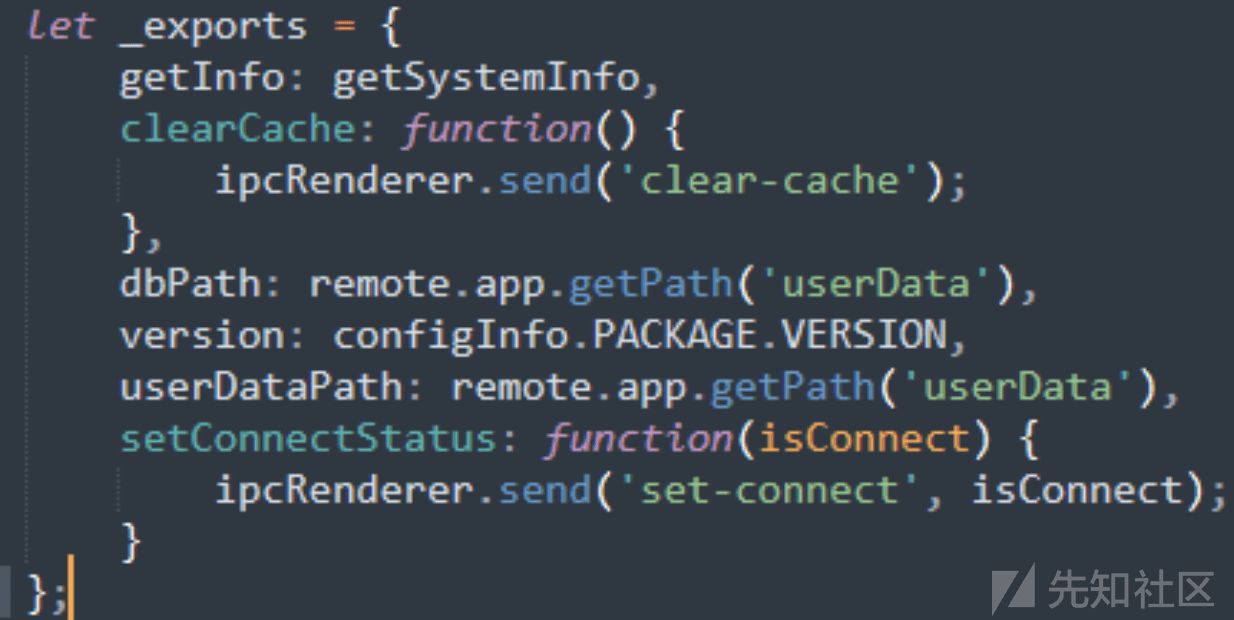 let _exports = {
    getInfo: getSystemInfo,
    clearCache: function() {
        ipcRenderer.send('clear-cache');
    },
    dbPath: remote.app.getPath('userData'),
    version: configInfo.PACKAGE.VERSION,
    userDataPath: remote.app.getPath('userData'),
    setConnectStatus: function(isConnect) {
        ipcRenderer.send('set-connect', isConnect);
    }
};
先知社区